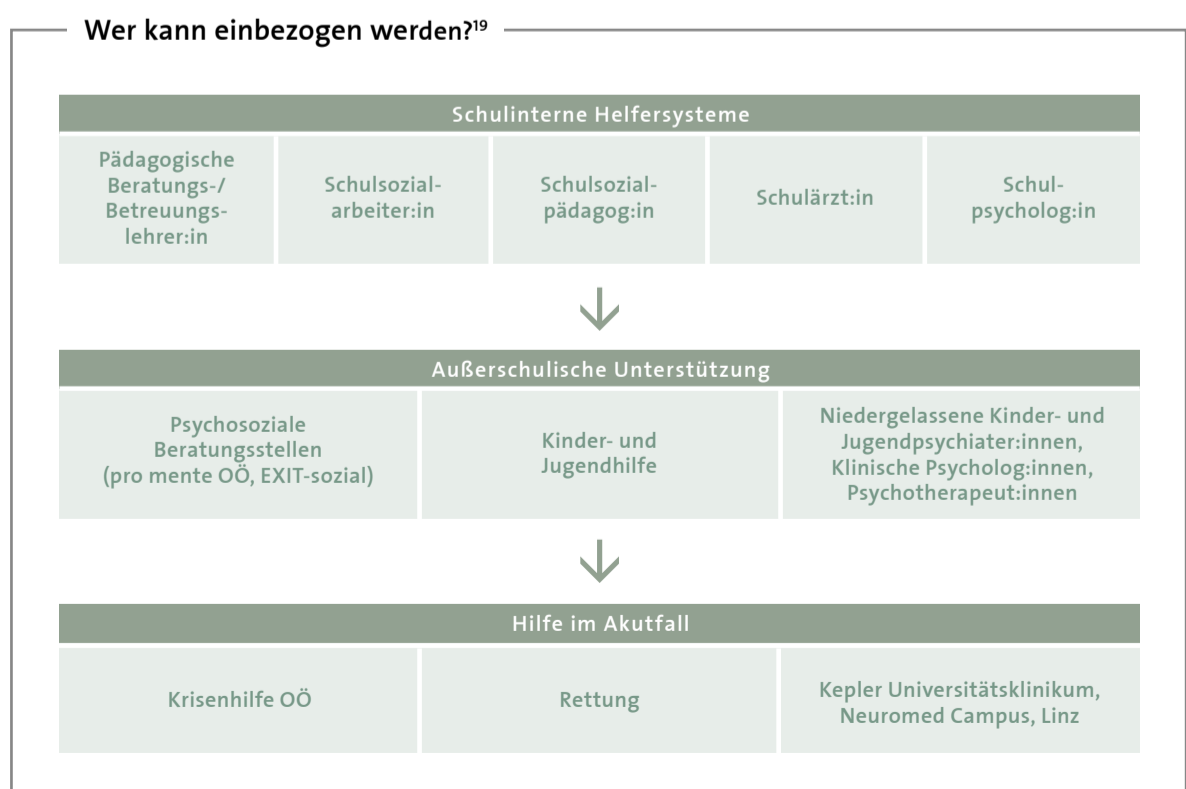 Wer kann einbezogen werden?¹⁹
Schulinterne Helfersysteme
Pädagogische
Beratungs-/
Betreuungs-
lehrer:in
Schulsozial-
arbeiter:in
Schulsozial-
pädagog:in
Schulärzt:in
Schul-
psycholog:in
Außerschulische Unterstützung
Psychosoziale
Beratungsstellen
(pro mente OÖ, EXIT-sozial)
Kinder- und
Jugendhilfe
Niedergelassene Kinder- und
Jugendpsychiater:innen,
Klinische Psycholog:innen,
Psychotherapeut:innen
Hilfe im Akutfall
Krisenhilfe OÖ
Rettung
Kepler Universitätsklinikum,
Neuromed Campus, Linz